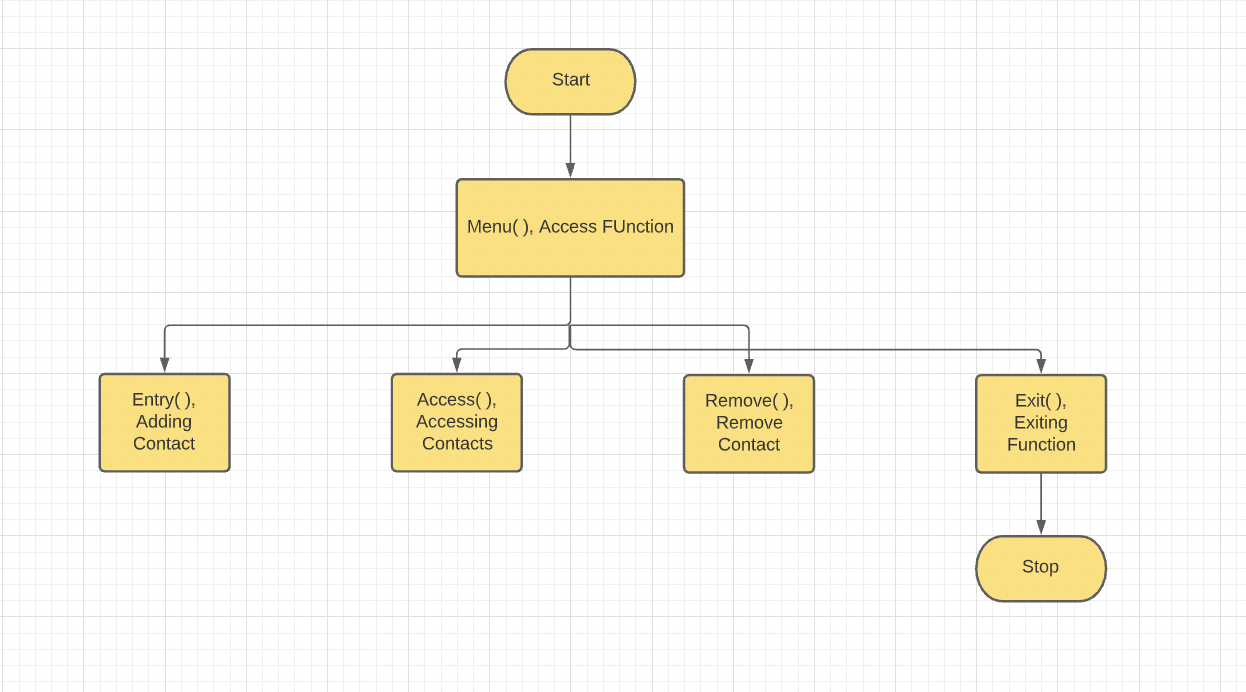 Start
Menu( ), Access FUnction
Entry( ),
Adding
Contact
Access( ),
Accessing
Contacts
Remove( ),
Remove
Contact
Exit( ),
Exiting
Function
Stop